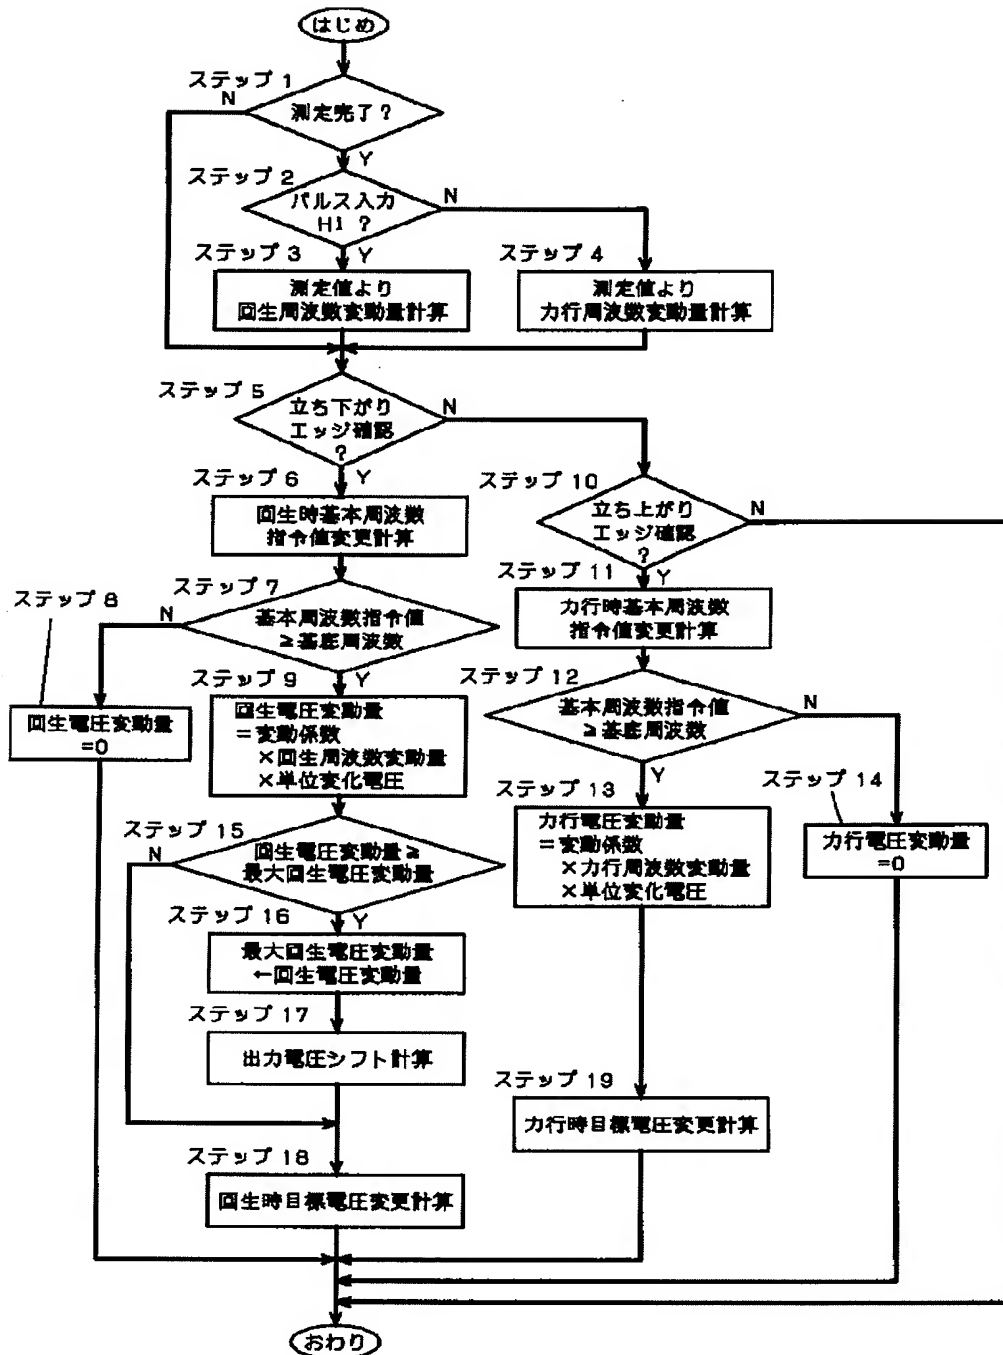 はじめ
ステップ 1
N
測定完了?
Y
ステップ 2
パルス入力
HI ?
N
Y
ステップ 3
測定値より
回生周波数変動量計算
ステップ 4
測定値より
力行周波数変動量計算
ステップ 5
立ち下がり
エッジ確認
?
N
Y
ステップ 6
回生時基本周波数
指令値変更計算
ステップ 10
立ち上がり
エッジ確認
?
N
Y
ステップ 7
基本周波数指令値
≧基底周波数
N
Y
ステップ 8
回生電圧変動量
=0
ステップ 9
回生電圧変動量
=変動係数
×回生周波数変動量
×単位変化電圧
ステップ 11
力行時基本周波数
指令値変更計算
ステップ 12
基本周波数指令値
≧基底周波数
N
Y
ステップ 13
力行電圧変動量
=変動係数
×力行周波数変動量
×単位変化電圧
ステップ 14
力行電圧変動量
=0
ステップ 15
N
回生電圧変動量≧
最大回生電圧変動量
Y
ステップ 16
最大回生電圧変動量
←回生電圧変動量
ステップ 17
出力電圧シフト計算
ステップ 18
回生時目標電圧変更計算
ステップ 19
力行時目標電圧変更計算
おわり